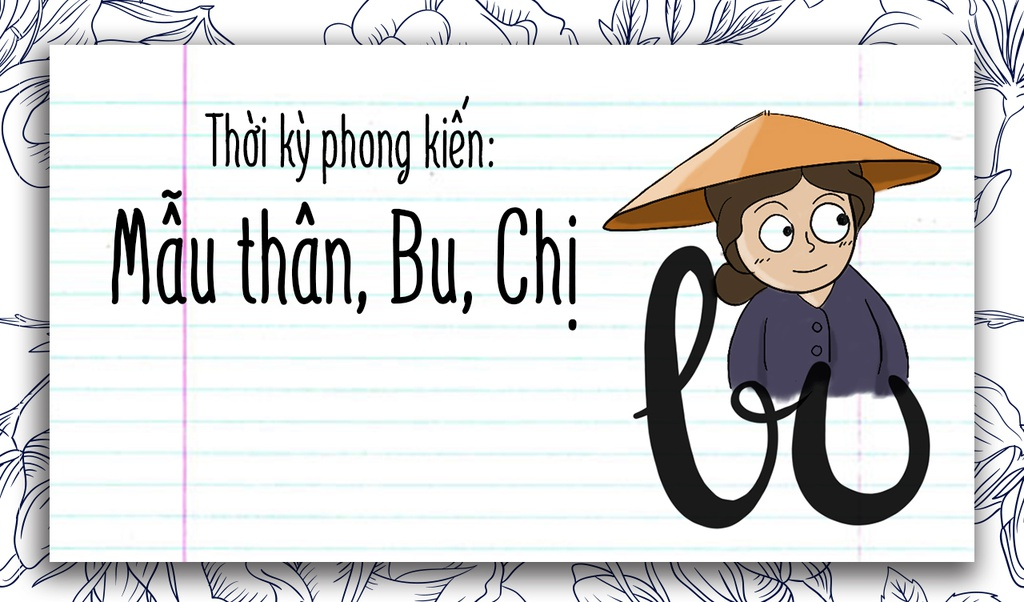 Thời kỳ phong kiến:
Mẫu thân, Bu, Chị
bu